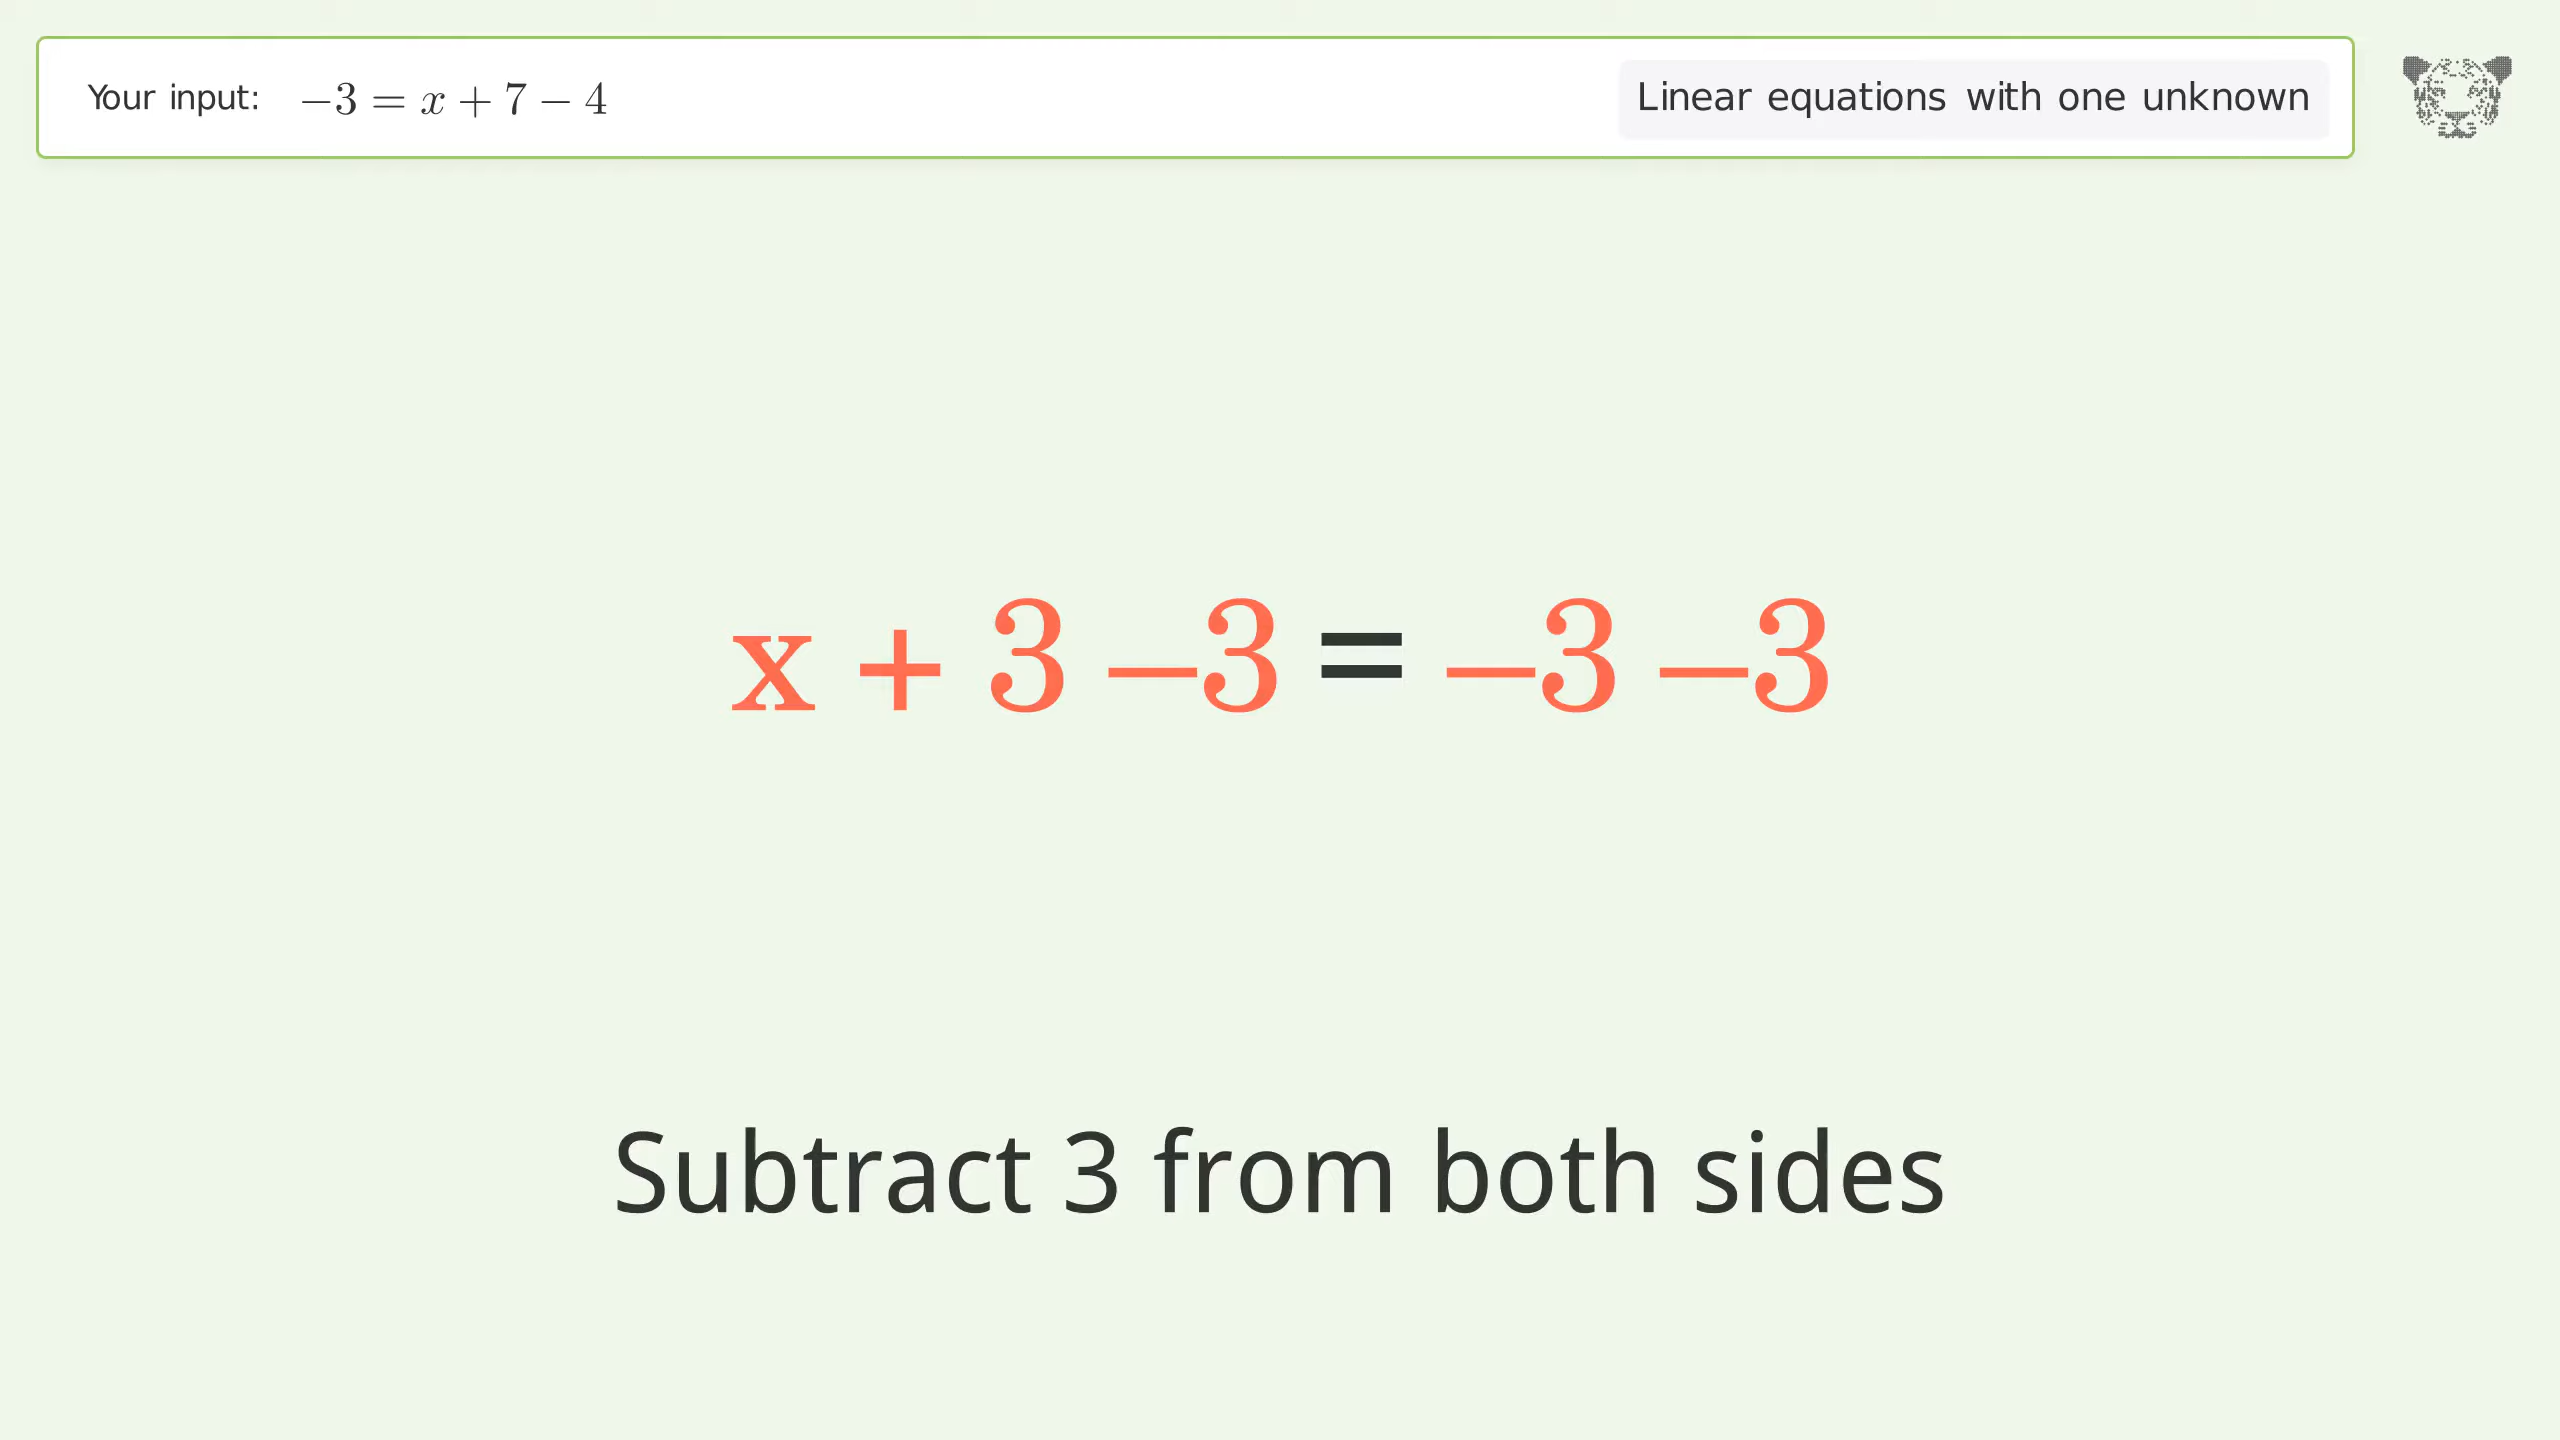 Your input: −3 = x + 7 − 4
Linear equations with one unknown
x + 3 −3 = −3 −3
Subtract 3 from both sides